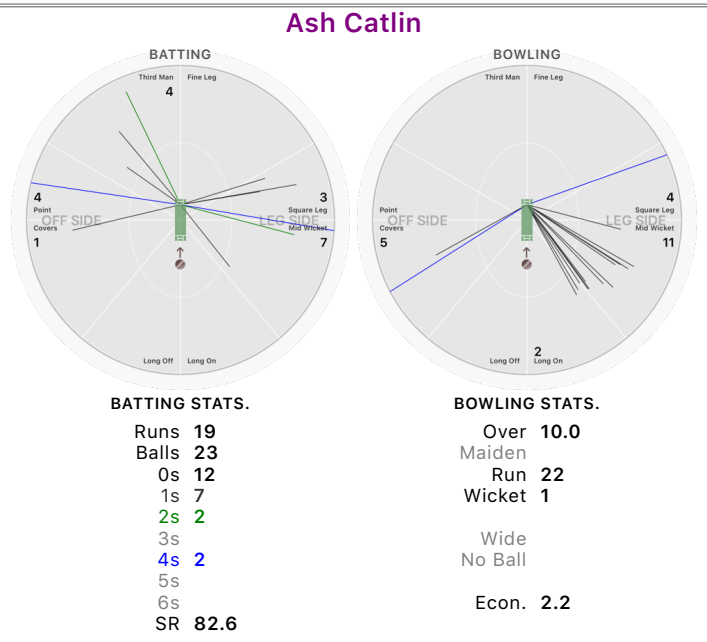 Ash Catlin
BATTING
Third Man Fine Leg
4
4
Point
OFF SIDE
Covers
1
3
Square Leg
LEG SIDE
Mid Wicket
7
Long Off Long On
BOWLING
Third Man Fine Leg
Point
OFF SIDE
Covers
5
4
Square Leg
LEG SIDE
Mid Wicket
11
2
Long Off Long On
BATTING STATS.
Runs 19
Balls 23
0s 12
1s 7
2s 2
3s
4s 2
5s
6s
SR 82.6
BOWLING STATS.
Over 10.0
Maiden
Run 22
Wicket 1
Wide
No Ball
Econ. 2.2